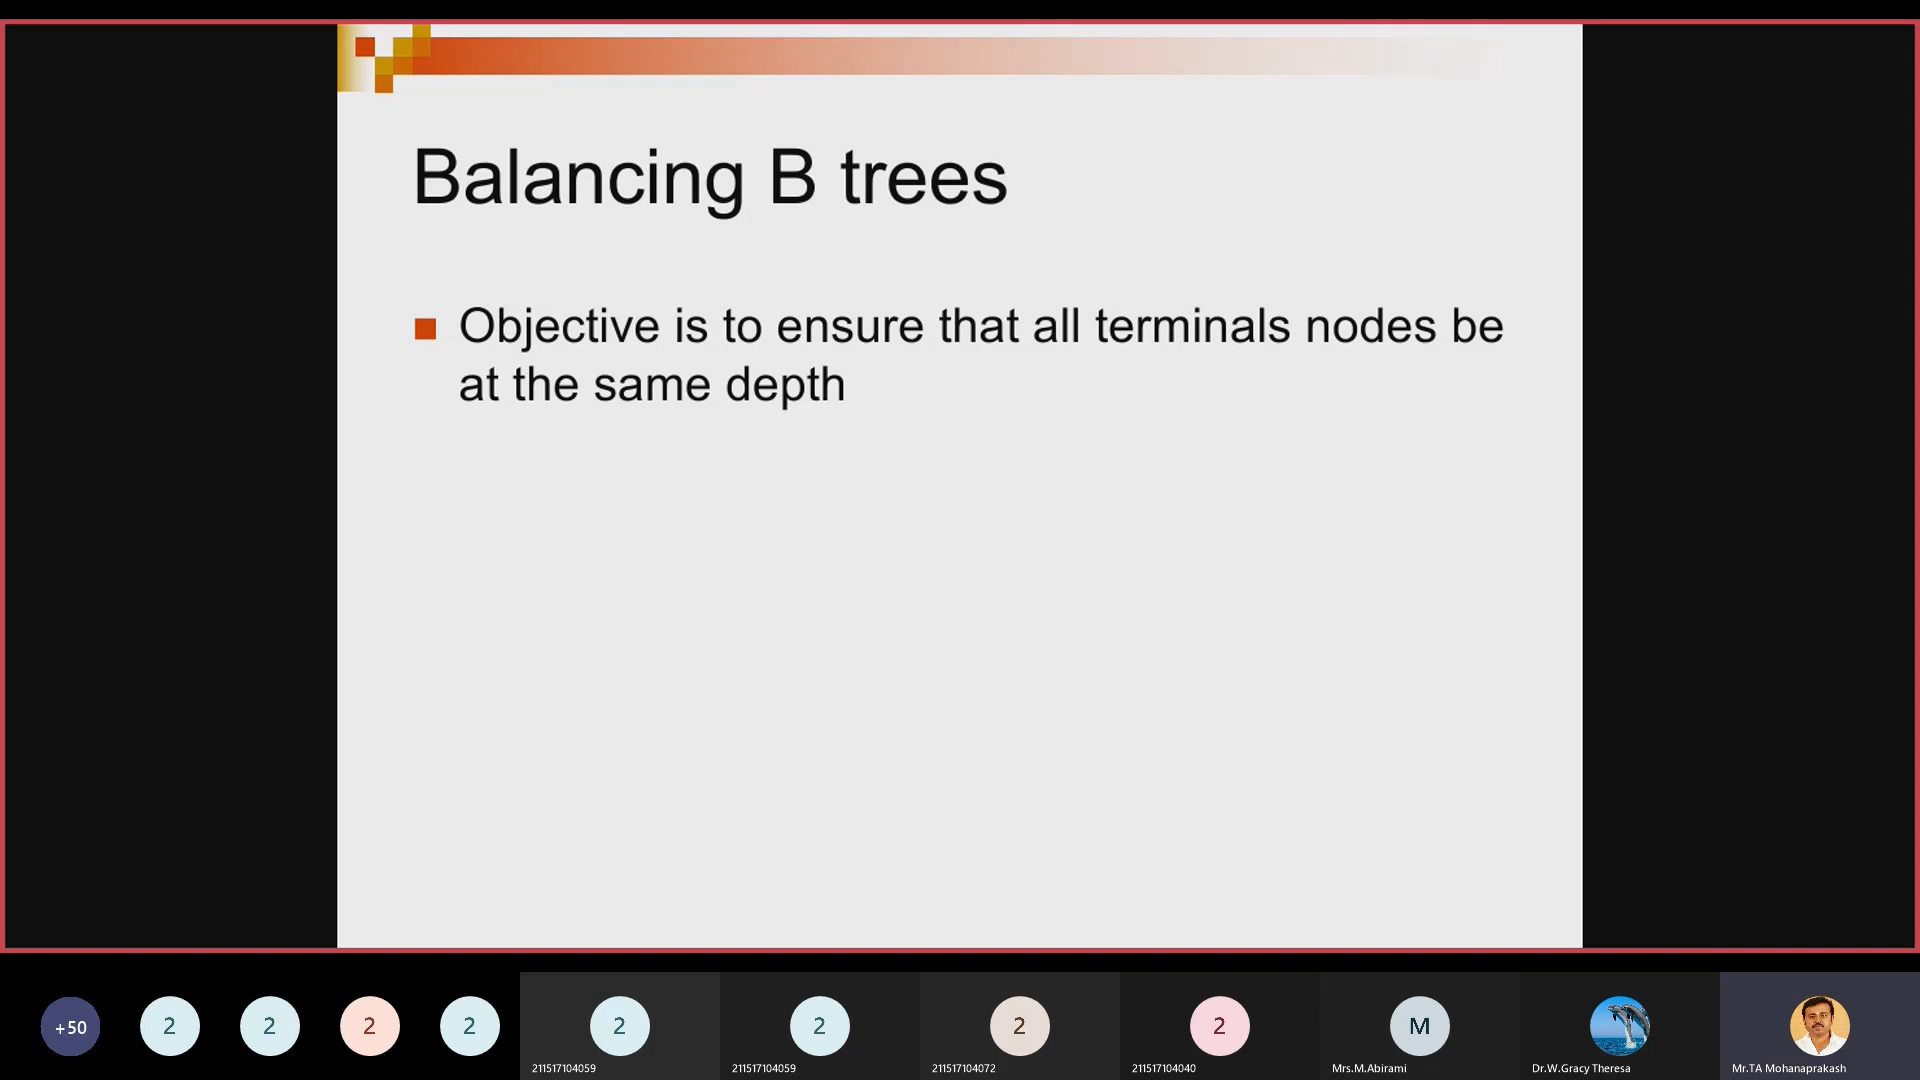 Balancing B trees
Objective is to ensure that all terminals nodes be
at the same depth
+50
2
2
2
2
2
2
2
2
M
211517104059
211517104059
211517104072
211517104040
Mrs.M.Abirami
Dr.W.Gracy Theresa
Mr.TA Mohanaprakash